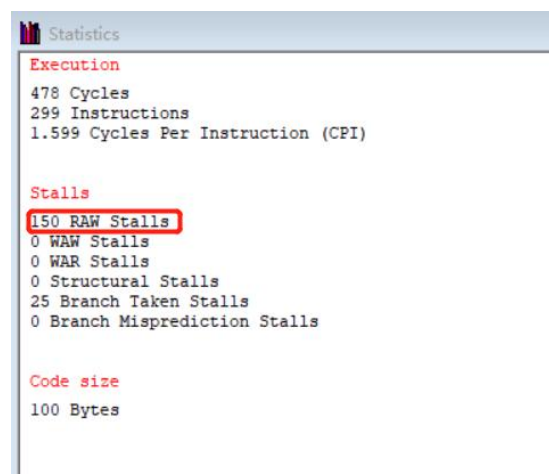 Statistics
Execution
478 Cycles
299 Instructions
1.599 Cycles Per Instruction (CPI)
Stalls
150 RAW Stalls
0 WAW Stalls
0 WAR Stalls
0 Structural Stalls
25 Branch Taken Stalls
0 Branch Misprediction Stalls
Code size
100 Bytes